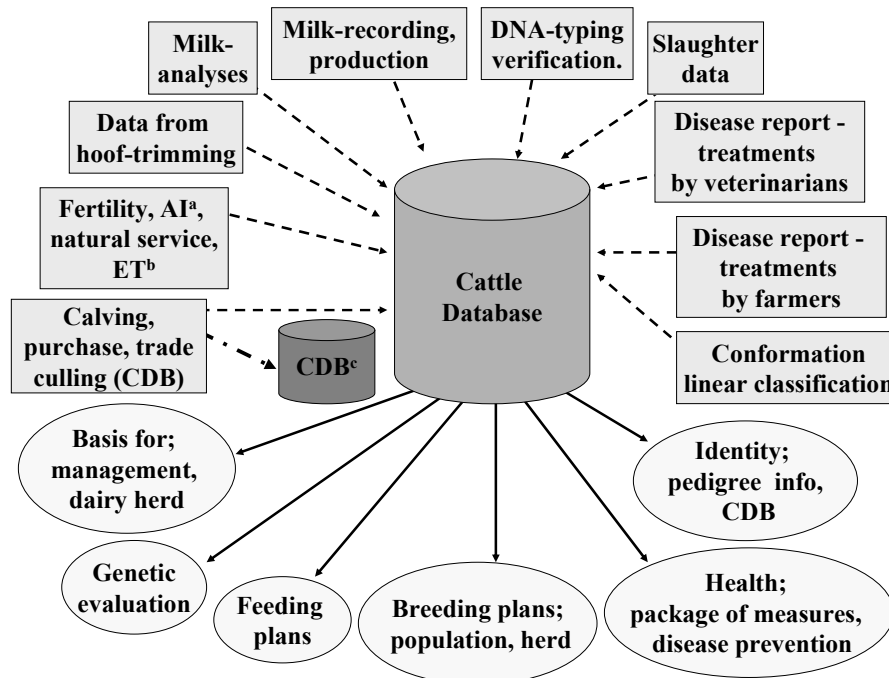 Milk-
analyses
Milk-recording,
production
DNA-typing
verification.
Slaughter
data
Data from
hoof-trimming
Disease report -
treatments
by veterinarians
Fertility, AIᵃ,
natural service,
ETᵇ
Disease report -
treatments
by farmers
Cattle
Database
Calving,
purchase, trade
culling (CDB)
CDBᶜ
Conformation
linear classification
Basis for;
management,
dairy herd
Identity;
pedigree info,
CDB
Genetic
evaluation
Feeding
plans
Breeding plans;
population, herd
Health;
package of measures,
disease prevention